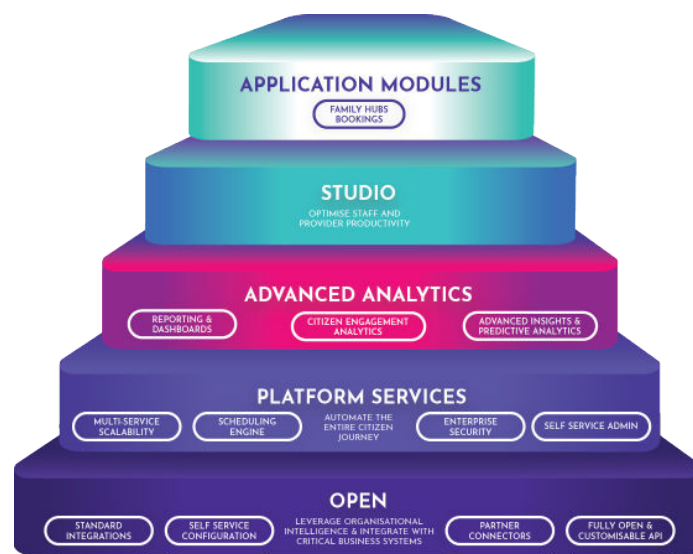 APPLICATION MODULES
FAMILY HUBS
BOOKINGS
STUDIO
OPTIMISE STAFF AND
PROVIDER PRODUCTIVITY
ADVANCED ANALYTICS
REPORTING &
DASHBOARDS
CITIZEN ENGAGEMENT
ANALYTICS
ADVANCED INSIGHTS &
PREDICTIVE ANALYTICS
PLATFORM SERVICES
MULTI-SERVICE
SCALABILITY
SCHEDULING
ENGINE
AUTOMATE THE
ENTIRE CITIZEN
JOURNEY
ENTERPRISE
SECURITY
SELF SERVICE ADMIN
OPEN
STANDARD
INTEGRATIONS
SELF SERVICE
CONFIGURATION
LEVERAGE ORGANISATIONAL
INTELLIGENCE & INTEGRATE WITH
CRITICAL BUSINESS SYSTEMS
PARTNER
CONNECTORS
FULLY OPEN &
CUSTOMISABLE API